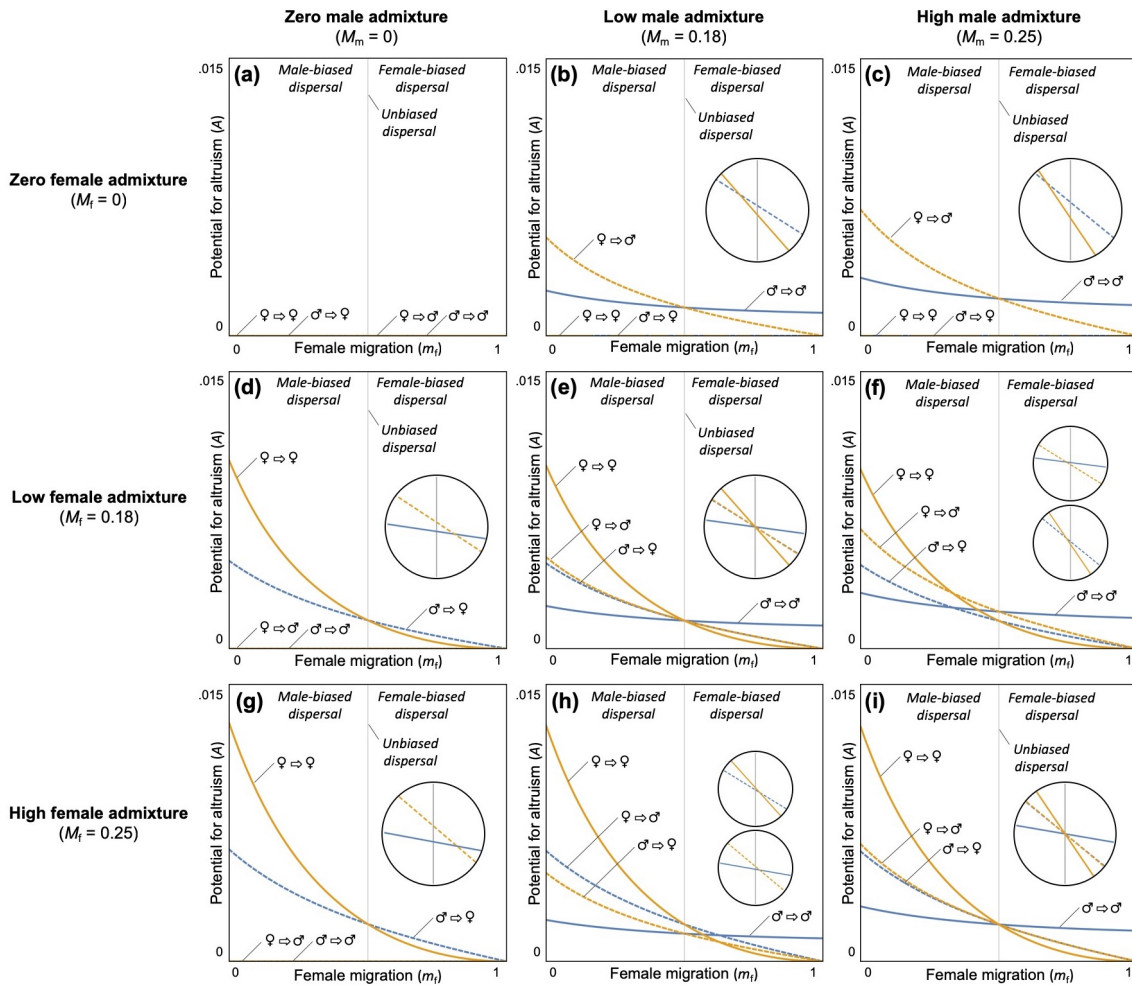 Zero male admixture
(Mm = 0)
Low male admixture
(Mm = 0.18)
High male admixture
(Mm = 0.25)
Zero female admixture
(Mf = 0)
(a)
Male-biased
dispersal
Female-biased
dispersal
Unbiased
dispersal
.015
Potential for altruism (A)
0
♀⇨♀
♂⇨♀
♀⇨♂
♂⇨♂
0
Female migration (mf)
1
(b)
Male-biased
dispersal
Female-biased
dispersal
Unbiased
dispersal
.015
Potential for altruism (A)
0
♀⇨♂
♂⇨♂
♀⇨♀
♂⇨♀
0
Female migration (mf)
1
(c)
Male-biased
dispersal
Female-biased
dispersal
Unbiased
dispersal
.015
Potential for altruism (A)
0
♀⇨♂
♂⇨♂
♀⇨♀
♂⇨♀
0
Female migration (mf)
1
Low female admixture
(Mf = 0.18)
(d)
Male-biased
dispersal
Female-biased
dispersal
Unbiased
dispersal
.015
Potential for altruism (A)
0
♀⇨♀
♂⇨♀
♀⇨♂
♂⇨♂
0
Female migration (mf)
1
(e)
Male-biased
dispersal
Female-biased
dispersal
Unbiased
dispersal
.015
Potential for altruism (A)
0
♀⇨♀
♀⇨♂
♂⇨♀
♂⇨♂
0
Female migration (mf)
1
(f)
Male-biased
dispersal
Female-biased
dispersal
.015
Potential for altruism (A)
0
♀⇨♀
♀⇨♂
♂⇨♀
♂⇨♂
0
Female migration (mf)
1
High female admixture
(Mf = 0.25)
(g)
Male-biased
dispersal
Female-biased
dispersal
Unbiased
dispersal
.015
Potential for altruism (A)
0
♀⇨♀
♂⇨♀
♀⇨♂
♂⇨♂
0
Female migration (mf)
1
(h)
Male-biased
dispersal
Female-biased
dispersal
.015
Potential for altruism (A)
0
♀⇨♀
♀⇨♂
♂⇨♀
♂⇨♂
0
Female migration (mf)
1
(i)
Male-biased
dispersal
Female-biased
dispersal
Unbiased
dispersal
.015
Potential for altruism (A)
0
♀⇨♀
♀⇨♂
♂⇨♀
♂⇨♂
0
Female migration (mf)
1